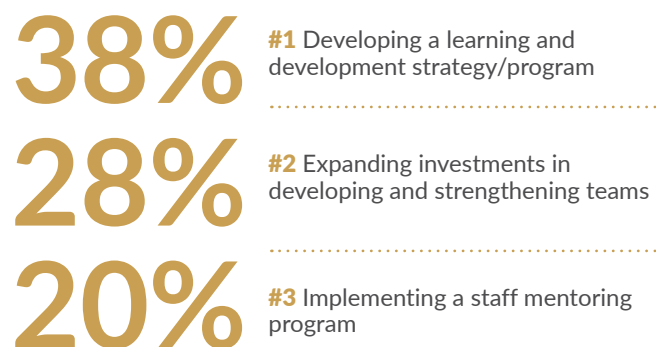 38%
#1 Developing a learning and
development strategy/program
28%
#2 Expanding investments in
developing and strengthening teams
20%
#3 Implementing a staff mentoring
program